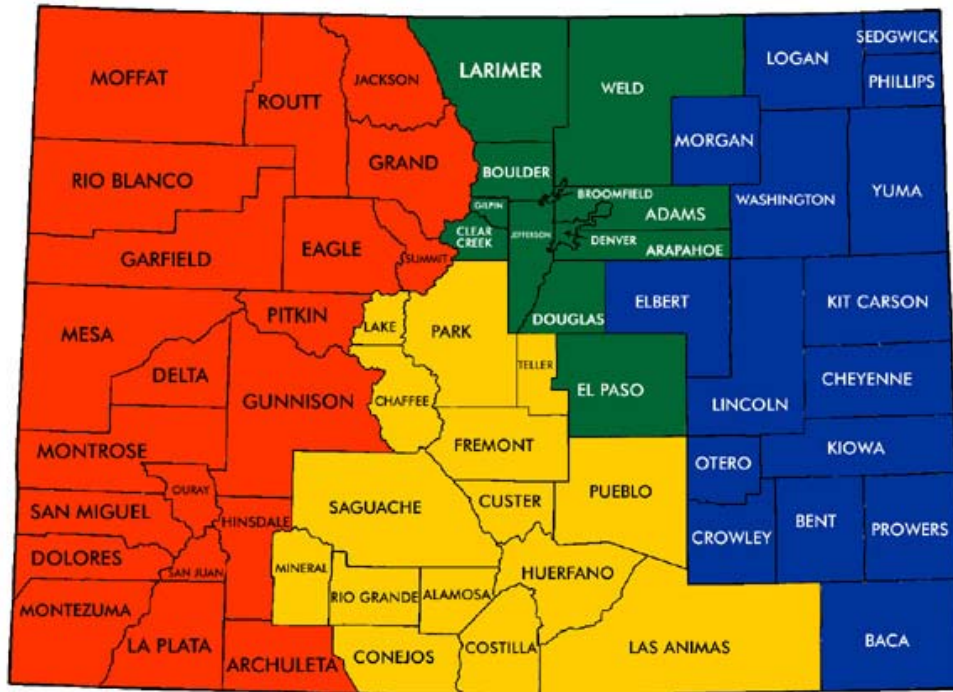 SEDGWICK
LOGAN
LARIMER
MOFFAT
JACKSON
PHILLIPS
WELD
ROUTT
MORGAN
GRAND
BOULDER
RIO BLANCO
YUMA
BROOMFIELD
WASHINGTON
GILPIN
ADAMS
CLEAR
CREEK
JEFFERSON
DENVER
EAGLE
ARAPAHOE
GARFIELD
SUMMIT
ELBERT
KIT CARSON
PITKIN
DOUGLAS
LAKE
PARK
MESA
TELLER
DELTA
CHEYENNE
EL PASO
GUNNISON
CHAFFEE
LINCOLN
FREMONT
KIOWA
MONTROSE
OTERO
OURAY
PUEBLO
CUSTER
SAGUACHE
SAN MIGUEL
HINSDALE
BENT
PROWERS
CROWLEY
DOLORES
MINERAL
HUERFANO
SAN JUAN
RIO GRANDE
ALAMOSA
MONTEZUMA
LA PLATA
BACA
COSTILLA
LAS ANIMAS
CONEJOS
ARCHULETA